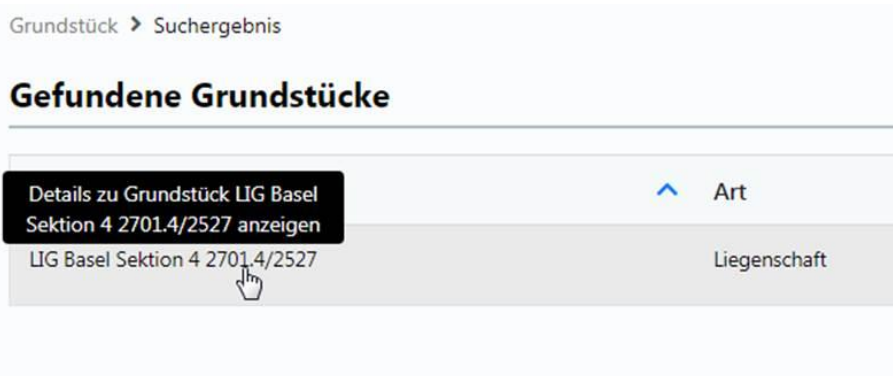 Grundstück > Suchergebnis
Gefundene Grundstücke
Details zu Grundstück LIG Basel
Sektion 4 2701.4/2527 anzeigen
Art
LIG Basel Sektion 4 2701.4/2527
Liegenschaft